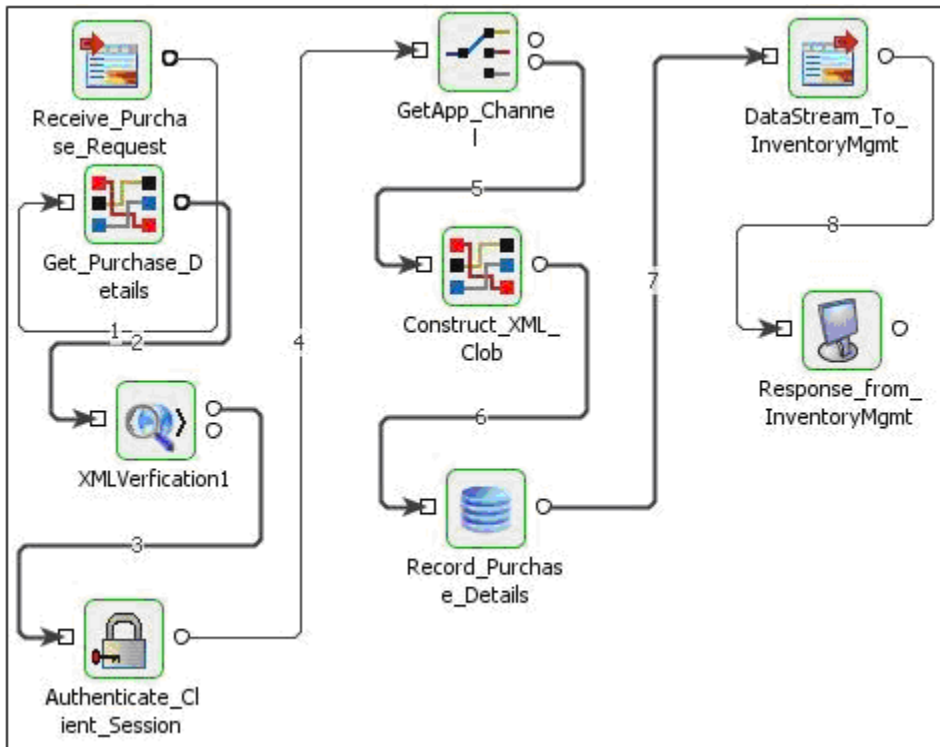 Receive_Purcha
se_Request
Get_Purchase_D
etails
1
2
XMLVerfication1
3
Authenticate_Cl
ient_Session
4
GetApp_Channe
l
5
Construct_XML_
Clob
6
Record_Purchas
e_Details
7
DataStream_To_
InventoryMgmt
8
Response_from_
InventoryMgmt